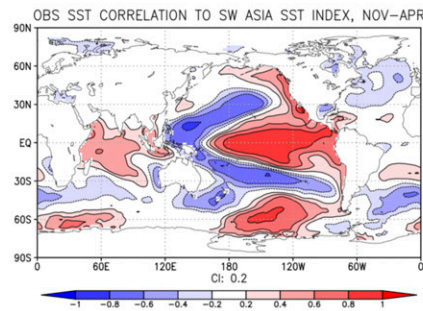 OBS SST CORRELATION TO SW ASIA SST INDEX, NOV-APR
90N
60N
30N
EQ
30S
60S
90S
0 60E 120E 180 120W 60W 0
CI: 0.2
-1 -0.8 -0.6 -0.4 -0.2 0.2 0.4 0.6 0.8 1